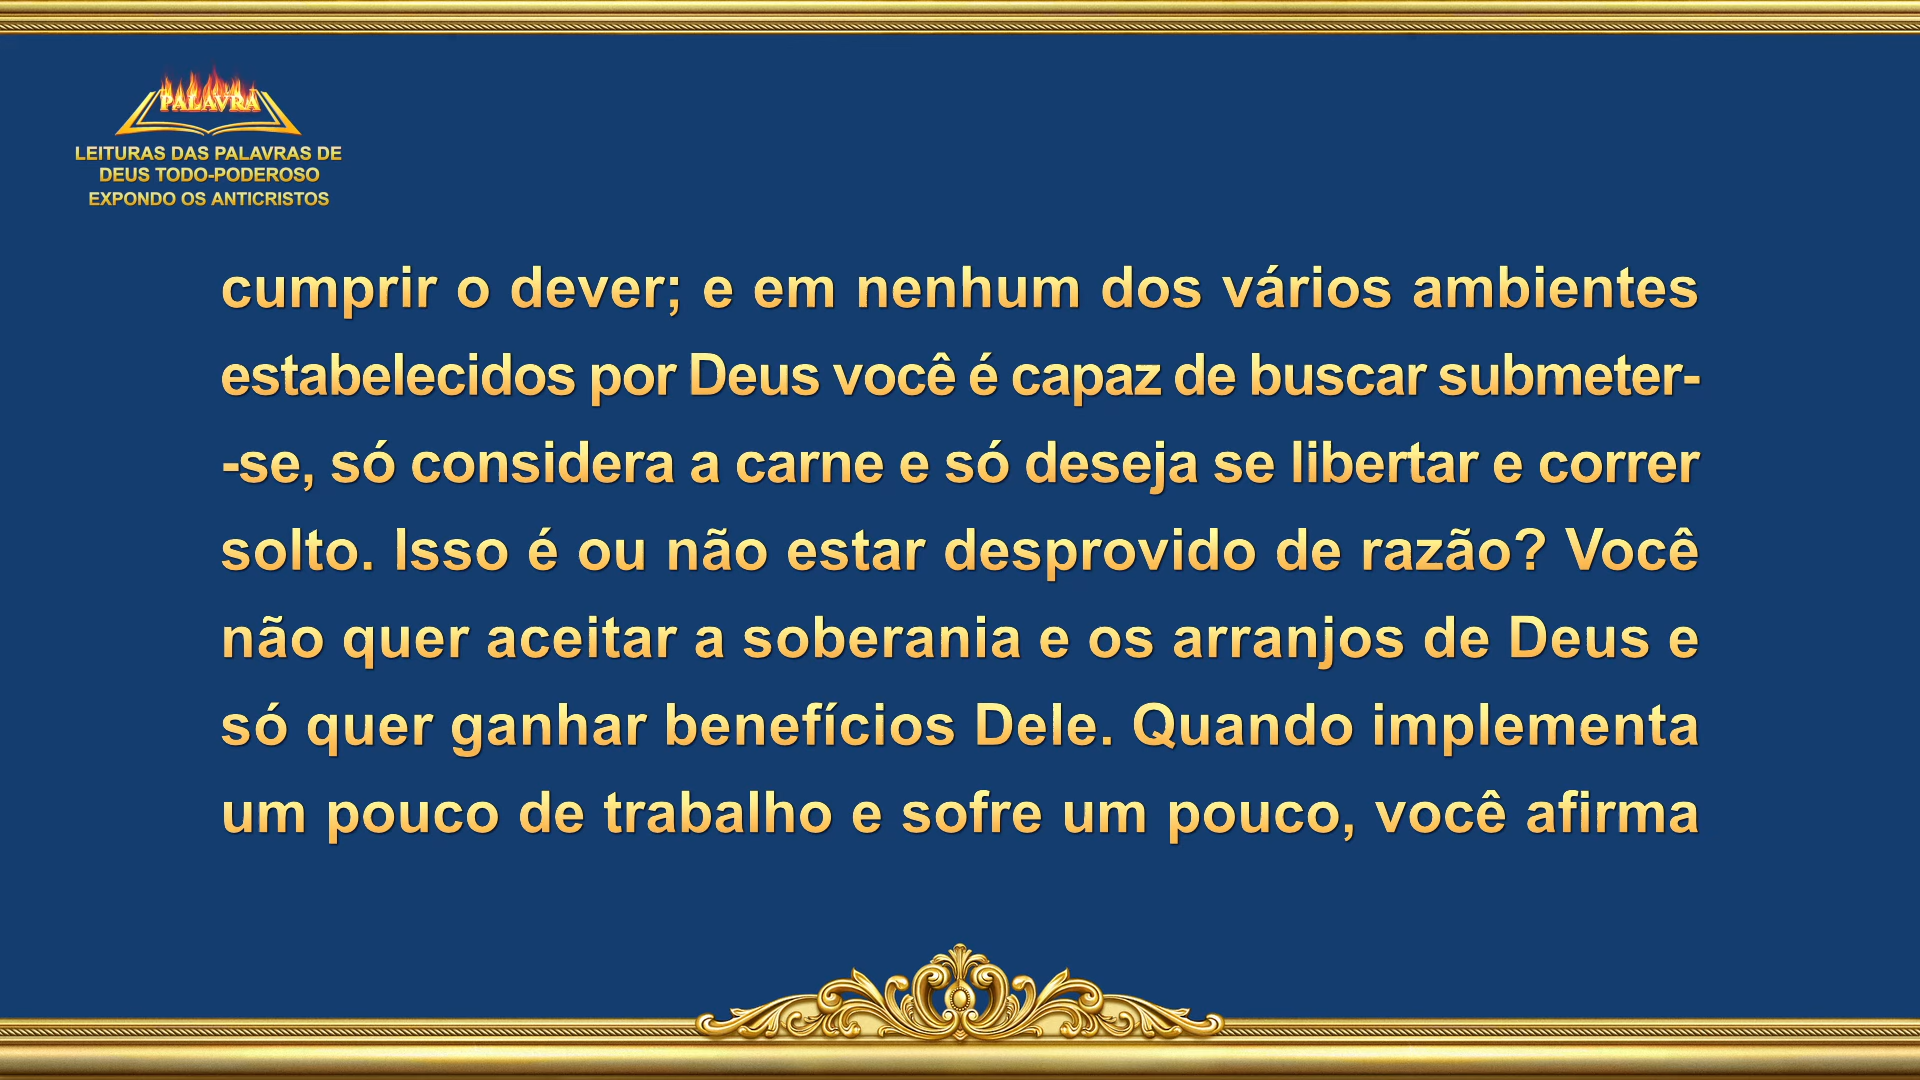 PALAVRA
LEITURAS DAS PALAVRAS DE
DEUS TODO-PODEROSO
EXPONDO OS ANTICRISTOS
cumprir o dever; e em nenhum dos vários ambientes
estabelecidos por Deus você é capaz de buscar submeter-
-se, só considera a carne e só deseja se libertar e correr
solto. Isso é ou não estar desprovido de razão? Você
não quer aceitar a soberania e os arranjos de Deus e
só quer ganhar benefícios Dele. Quando implementa
um pouco de trabalho e sofre um pouco, você afirma